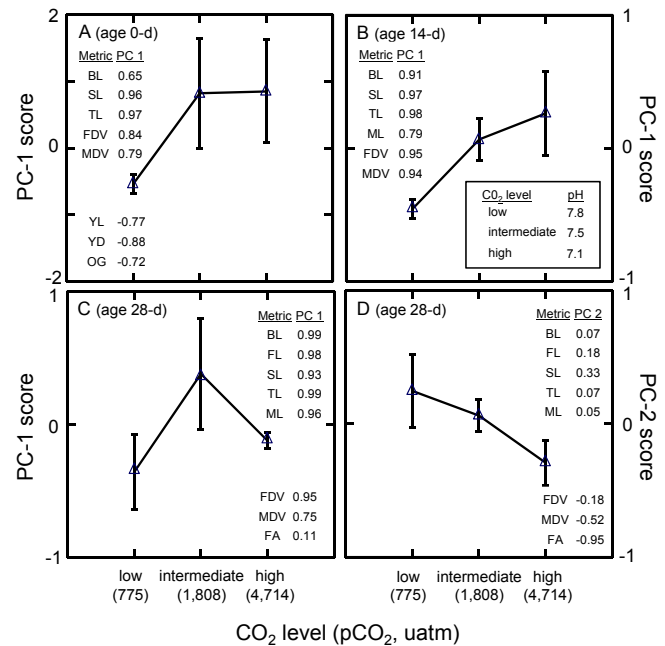 A (age 0-d)
Metric PC 1
BL 0.65
SL 0.96
TL 0.97
FDV 0.84
MDV 0.79
YL -0.77
YD -0.88
OG -0.72
2
0
-2
PC-1 score
B (age 14-d)
Metric PC 1
BL 0.91
SL 0.97
TL 0.98
ML 0.79
FDV 0.95
MDV 0.94
C0₂ level pH
low 7.8
intermediate 7.5
high 7.1
1
0
-1
PC-1 score
C (age 28-d)
Metric PC 1
BL 0.99
FL 0.98
SL 0.93
TL 0.99
ML 0.96
FDV 0.95
MDV 0.75
FA 0.11
1
0
-1
PC-1 score
D (age 28-d)
Metric PC 2
BL 0.07
FL 0.18
SL 0.33
TL 0.07
ML 0.05
FDV -0.18
MDV -0.52
FA -0.95
1
0
-1
PC-2 score
low intermediate high
(775) (1,808) (4,714)
low intermediate high
(775) (1,808) (4,714)
CO₂ level (pCO₂, uatm)